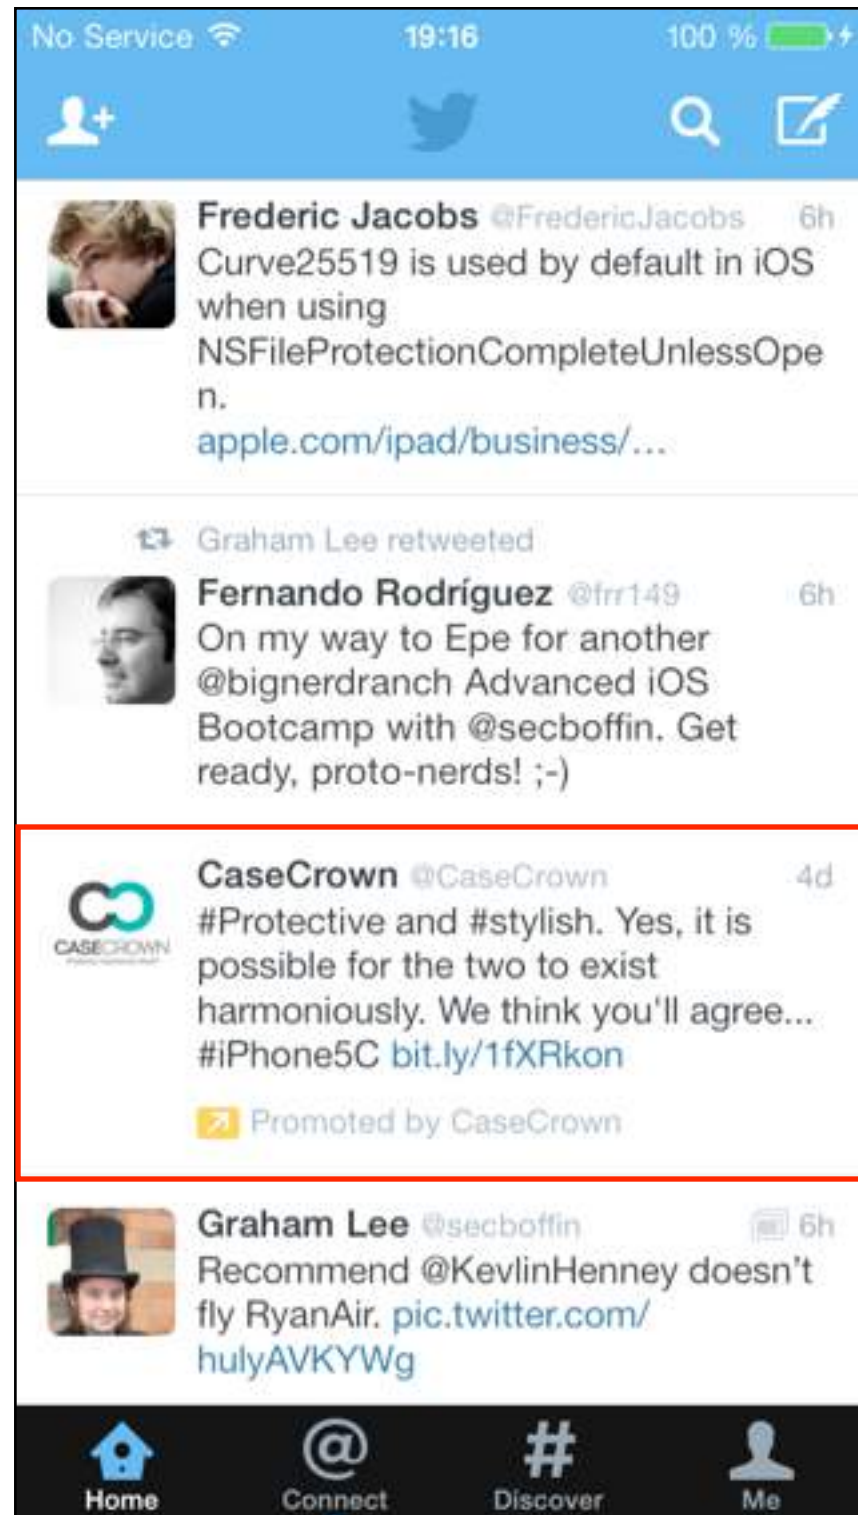 No Service 19:16 100 %
Frederic Jacobs @FredericJacobs 6h
Curve25519 is used by default in iOS
when using
NSFileProtectionCompleteUnlessOpe
n.
apple.com/ipad/business/…
Graham Lee retweeted
Fernando Rodríguez @frr149 6h
On my way to Epe for another
@bignerdranch Advanced iOS
Bootcamp with @secboffin. Get
ready, proto-nerds! ;-)
CaseCrown @CaseCrown 4d
CASECROWN
#Protective and #stylish. Yes, it is
possible for the two to exist
harmoniously. We think you'll agree...
#iPhone5C bit.ly/1fXRkon
Promoted by CaseCrown
Graham Lee @secboffin 6h
Recommend @KevlinHenney doesn't
fly RyanAir. pic.twitter.com/
hulyAVKYWg
Home Connect Discover Me